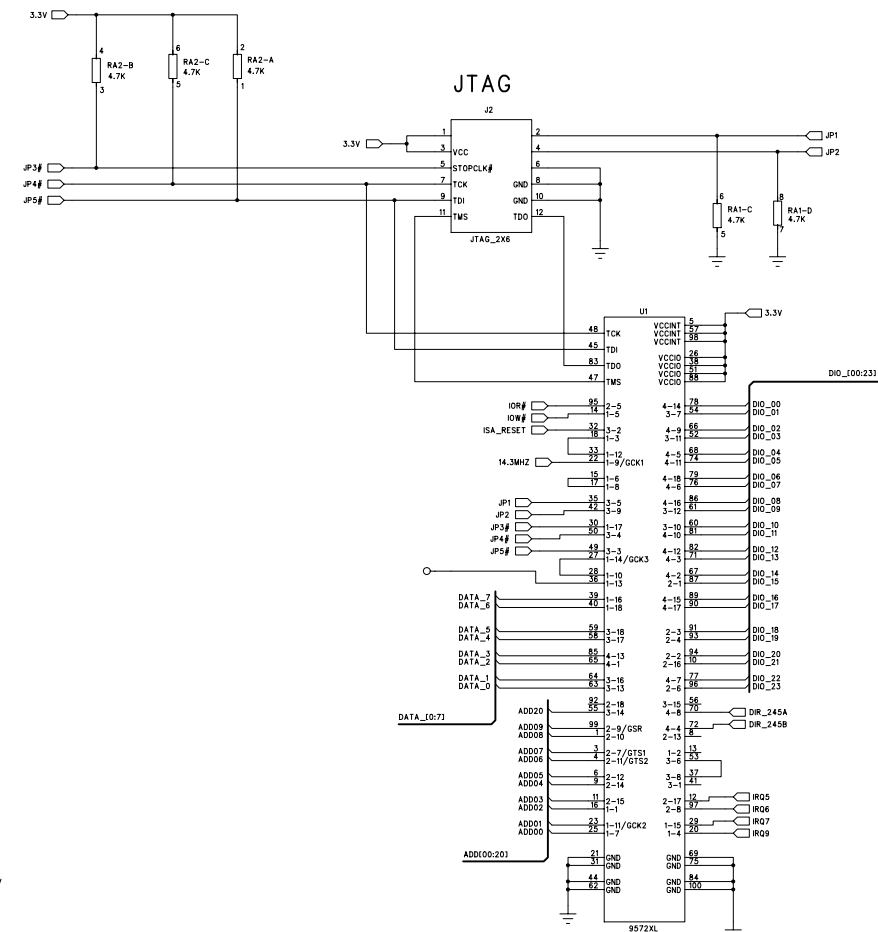 3.3V
4
RA2-B
4.7K
3
6
RA2-C
4.7K
5
2
RA2-A
4.7K
1
JTAG
J2
3.3V
1
2
JP1
3
VCC
4
JP2
JP3#
5
STOPCLK#
6
JP4#
7
TCK
GND
8
JP5#
9
TDI
GND
10
11
TMS
TDO
12
JTAG_2X6
6
RA1-C
4.7K
5
8
RA1-D
4.7K
7
U1
3.3V
VCCINT 5
VCCINT 57
VCCINT 98
48 TCK
45 TDI
83 TDO
47 TMS
VCCIO 26
VCCIO 38
VCCIO 51
VCCIO 88
DIO_[00:23]
IOR# 95 2-5
IOW# 14 1-5
ISA_RESET 32 3-2
18 1-3
33 1-12
14.3MHZ 22 1-9/GCK1
15 1-6
17 1-8
JP1 35 3-5
JP2 42 3-9
JP3# 30 1-17
JP4# 50 3-4
JP5# 49 3-3
27 1-14/GCK3
28 1-10
36 1-13
DATA_7 39 1-16
DATA_6 40 1-18
DATA_5 59 3-18
DATA_4 58 3-17
DATA_3 85 4-13
DATA_2 65 4-1
DATA_1 64 3-16
DATA_0 63 3-13
DATA_[0:7]
92 2-18
ADD20 55 3-14
ADD09 99 2-9/GSR
ADD08 1 2-10
ADD07 3 2-7/GTS1
ADD06 4 2-11/GTS2
ADD05 6 2-12
ADD04 9 2-14
ADD03 11 2-15
ADD02 16 1-1
ADD01 23 1-11/GCK2
ADD00 25 1-7
ADD[00:20]
21 GND
31 GND
44 GND
62 GND
4-14 78 DIO_00
3-7 54 DIO_01
4-9 66 DIO_02
3-11 52 DIO_03
4-5 68 DIO_04
4-11 74 DIO_05
4-18 79 DIO_06
4-6 76 DIO_07
4-16 86 DIO_08
3-12 61 DIO_09
3-10 60 DIO_10
4-10 81 DIO_11
4-12 82 DIO_12
4-3 71 DIO_13
4-2 67 DIO_14
2-1 87 DIO_15
4-15 89 DIO_16
4-17 90 DIO_17
2-3 91 DIO_18
2-4 93 DIO_19
2-2 94 DIO_20
2-16 10 DIO_21
4-7 77 DIO_22
2-6 96 DIO_23
3-15 56
4-8 70 DIR_245A
4-4 72 DIR_245B
2-13 8
1-2 13
3-6 53
3-8 37
3-1 41
2-17 12 IRQ5
2-8 97 IRQ6
1-15 29 IRQ7
1-4 20 IRQ9
GND 69
GND 75
GND 84
GND 100
9572XL